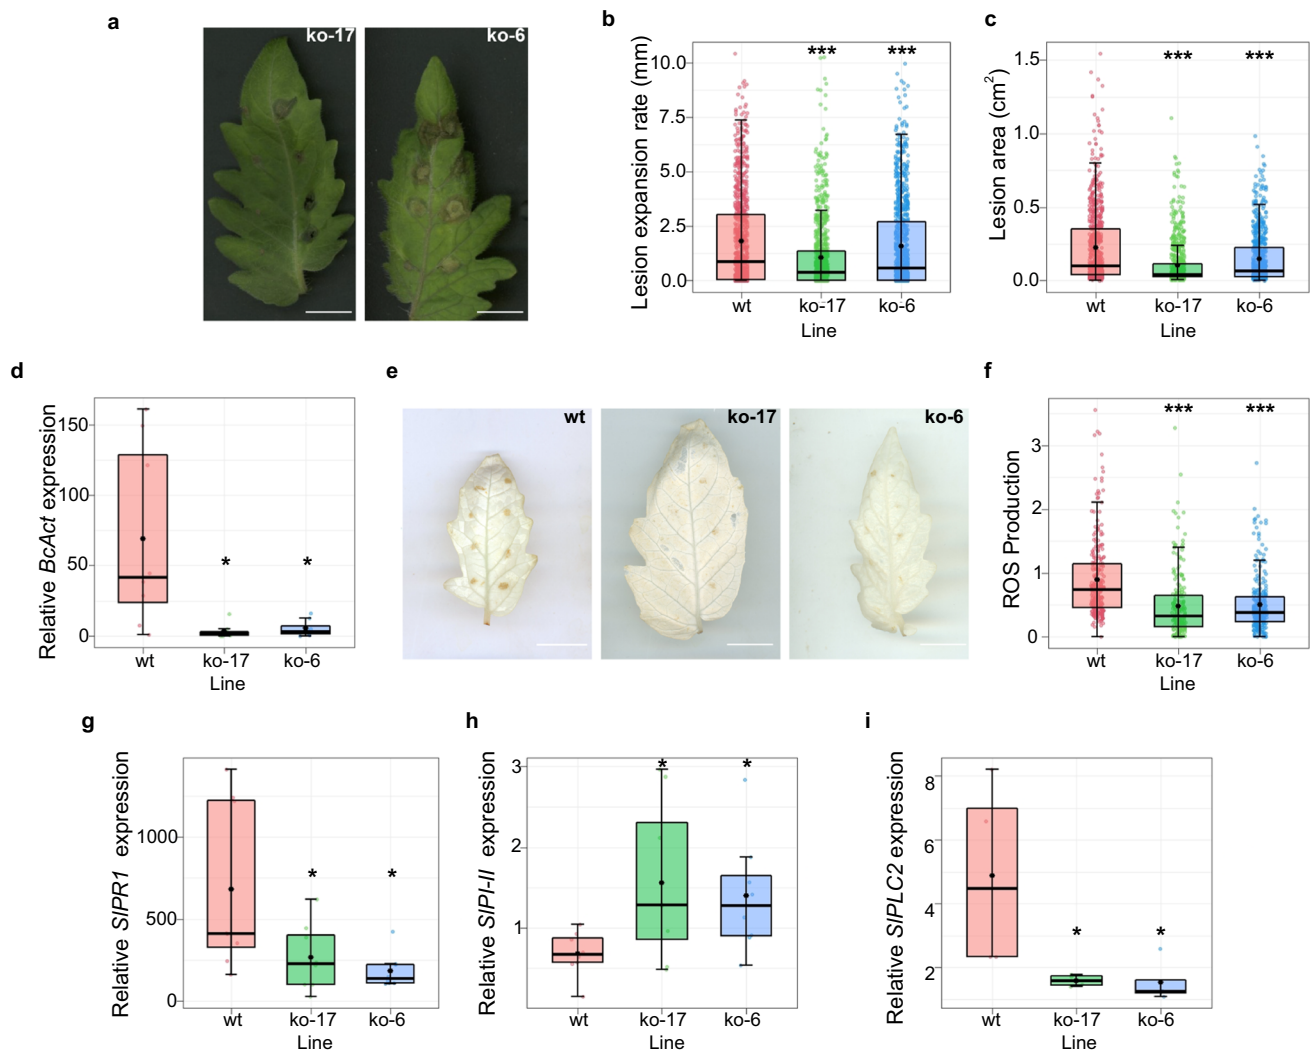 a
ko-17
ko-6
b
Lesion expansion rate (mm)
10.0
7.5
5.0
2.5
0.0
***
***
wt
ko-17
ko-6
Line
c
Lesion area (cm²)
1.5
1.0
0.5
0.0
***
***
wt
ko-17
ko-6
Line
d
Relative BcAct expression
150
100
50
0
*
*
wt
ko-17
ko-6
Line
e
wt
ko-17
ko-6
f
ROS Production
3
2
1
0
***
***
wt
ko-17
ko-6
Line
g
Relative SlPR1 expression
1000
500
0
*
*
wt
ko-17
ko-6
Line
h
Relative SlPI-II expression
3
2
1
*
*
wt
ko-17
ko-6
Line
i
Relative SlPLC2 expression
8
6
4
2
*
*
wt
ko-17
ko-6
Line